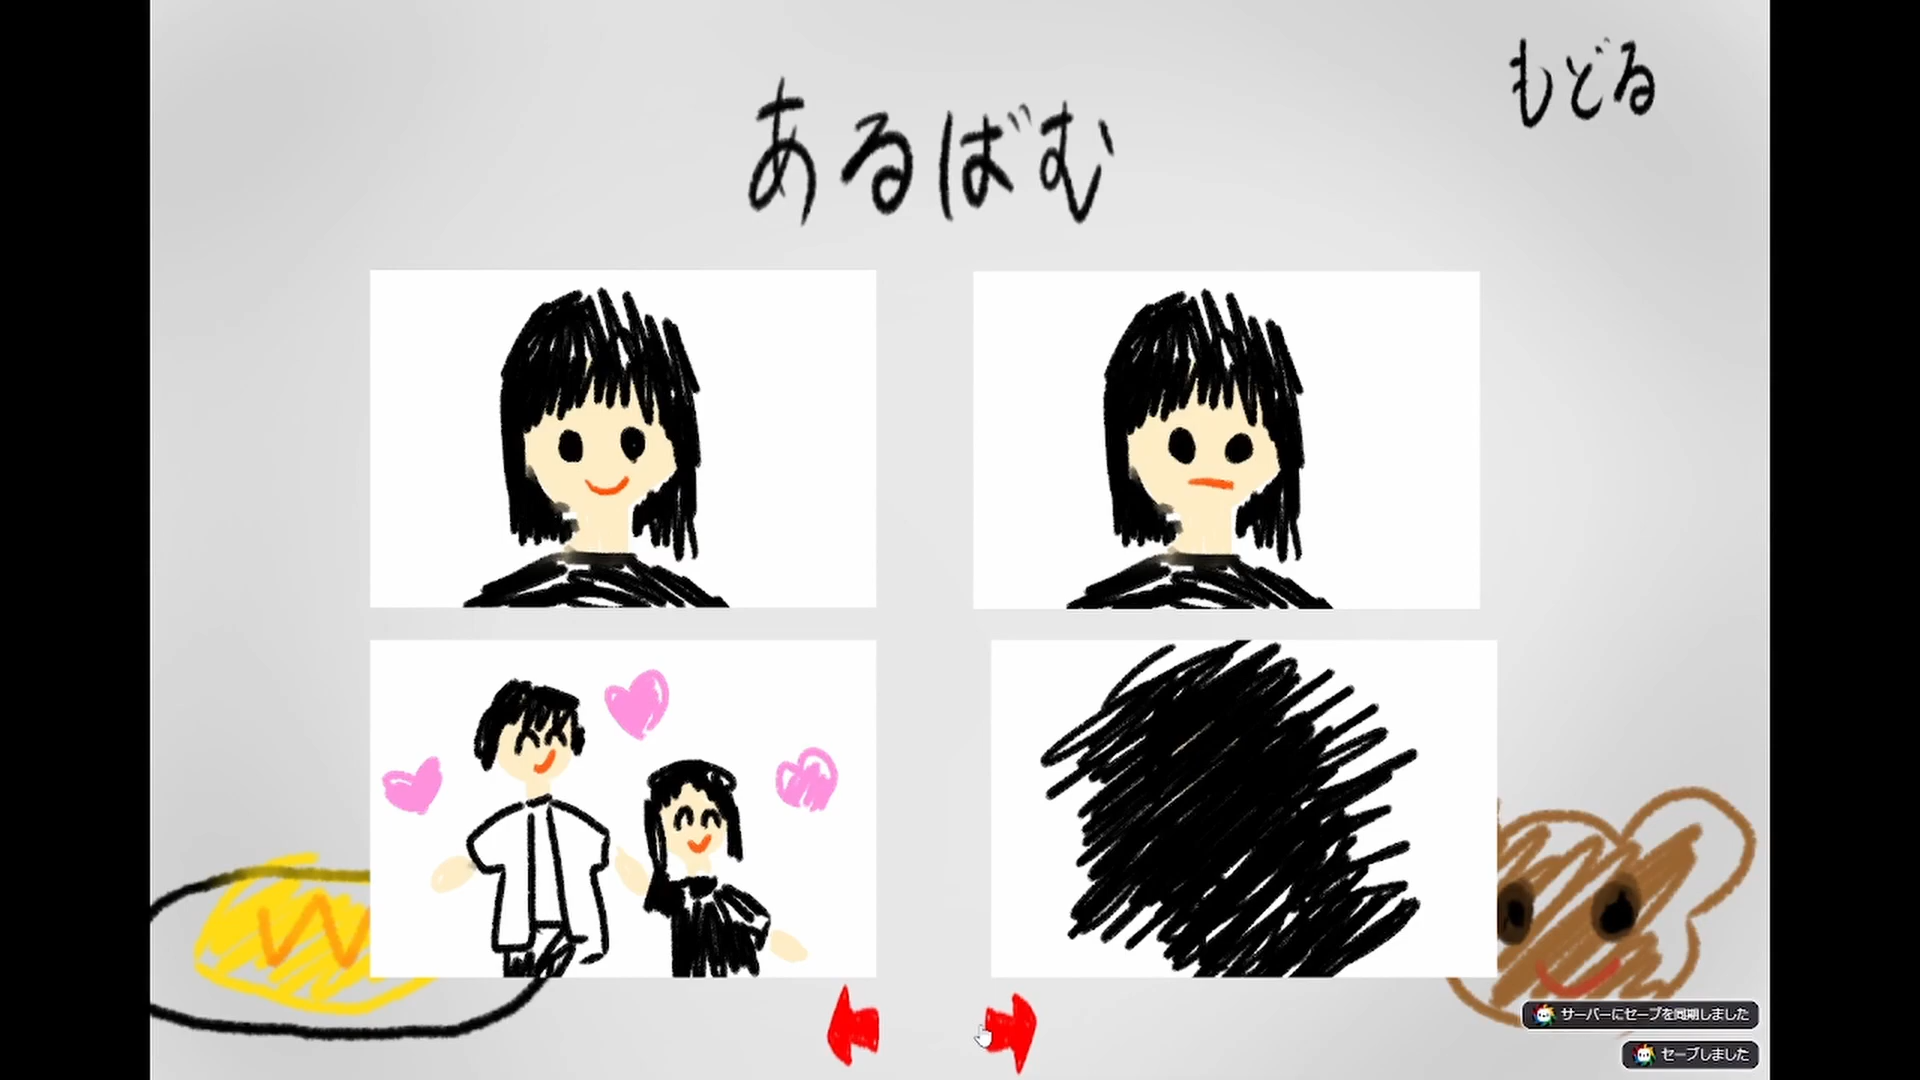 もどる
あるばむ
サーバーにセーブを同期しました
セーブしました